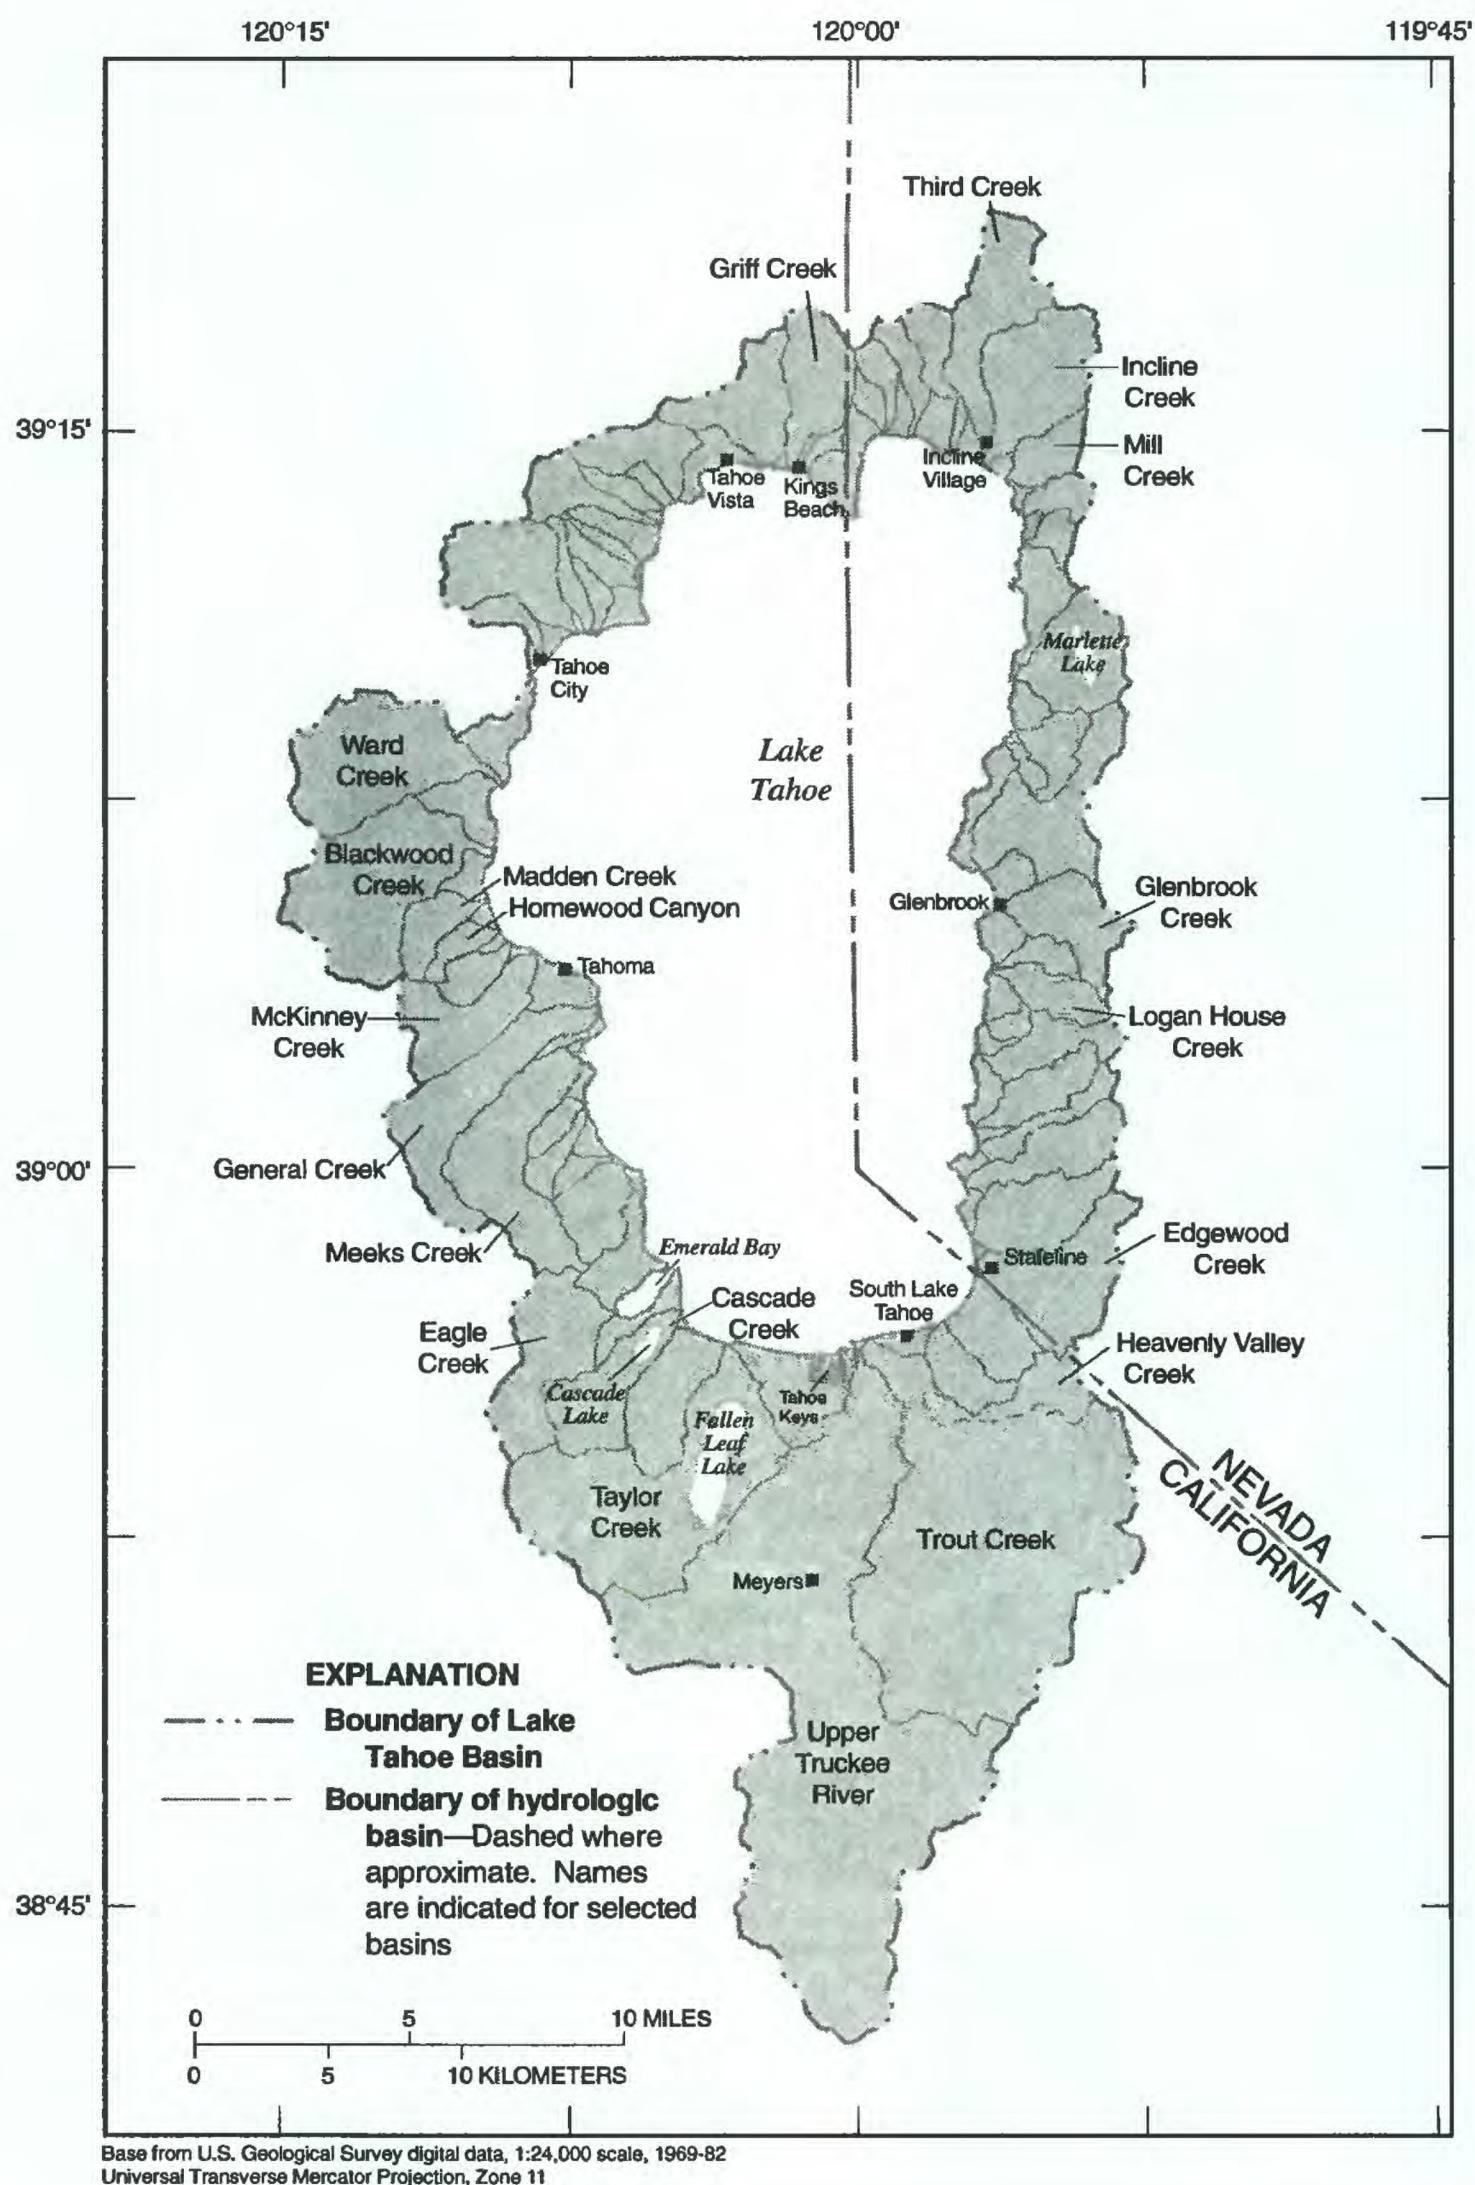 120°15'
120°00'
119°45'
Third Creek
Griff Creek
Incline
Creek
39°15'
Mill
Creek
Incline
Village
Tahoe
Vista
Kings
Beach
Marlette
Lake
Tahoe
City
Ward
Creek
Lake
Tahoe
Blackwood
Creek
Madden Creek
Homewood Canyon
Glenbrook
Glenbrook
Creek
Tahoma
McKinney
Creek
Logan House
Creek
39°00'
General Creek
Meeks Creek
Emerald Bay
Edgewood
Creek
Stateline
South Lake
Tahoe
Cascade
Creek
Eagle
Creek
Heavenly Valley
Creek
Cascade
Lake
Tahoe
Keys
Fallen
Leaf
Lake
NEVADA
CALIFORNIA
Taylor
Creek
Trout Creek
Meyers
EXPLANATION
Boundary of Lake
Tahoe Basin
Upper
Truckee
River
Boundary of hydrologic
basin—Dashed where
approximate. Names
are indicated for selected
basins
38°45'
0 5 10 MILES
0 5 10 KILOMETERS
Base from U.S. Geological Survey digital data, 1:24,000 scale, 1969-82
Universal Transverse Mercator Projection, Zone 11